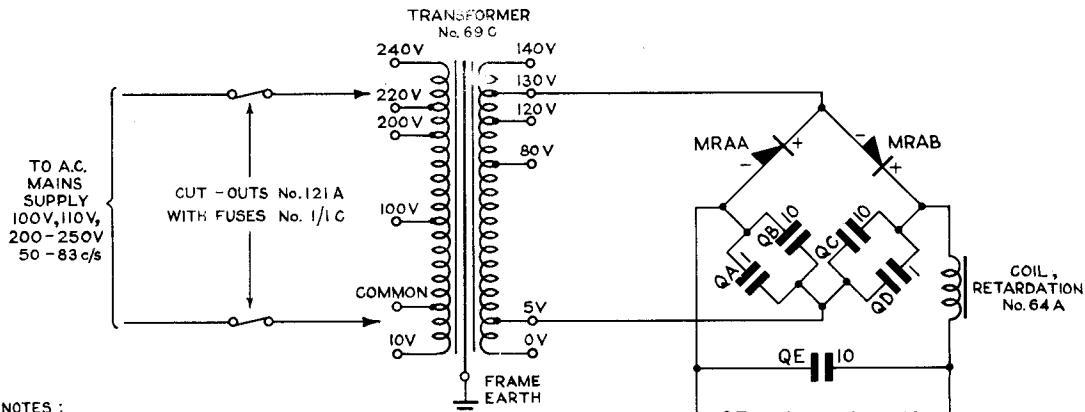 TRANSFORMER
No. 69 C
240V
140V
220V
130V
200V
120V
80V
MRAA
MRAB
- +
- +
TO A.C.
MAINS
SUPPLY
100V, 110V,
200-250V
50-83 c/s
CUT-OUTS No. 121 A
WITH FUSES No. 1/1 C
100V
QB 10
QC 10
QA 1
QD 1
COIL,
RETARDATION
No. 64 A
COMMON
5V
10V
0V
QE 10
FRAME
EARTH
NOTES :